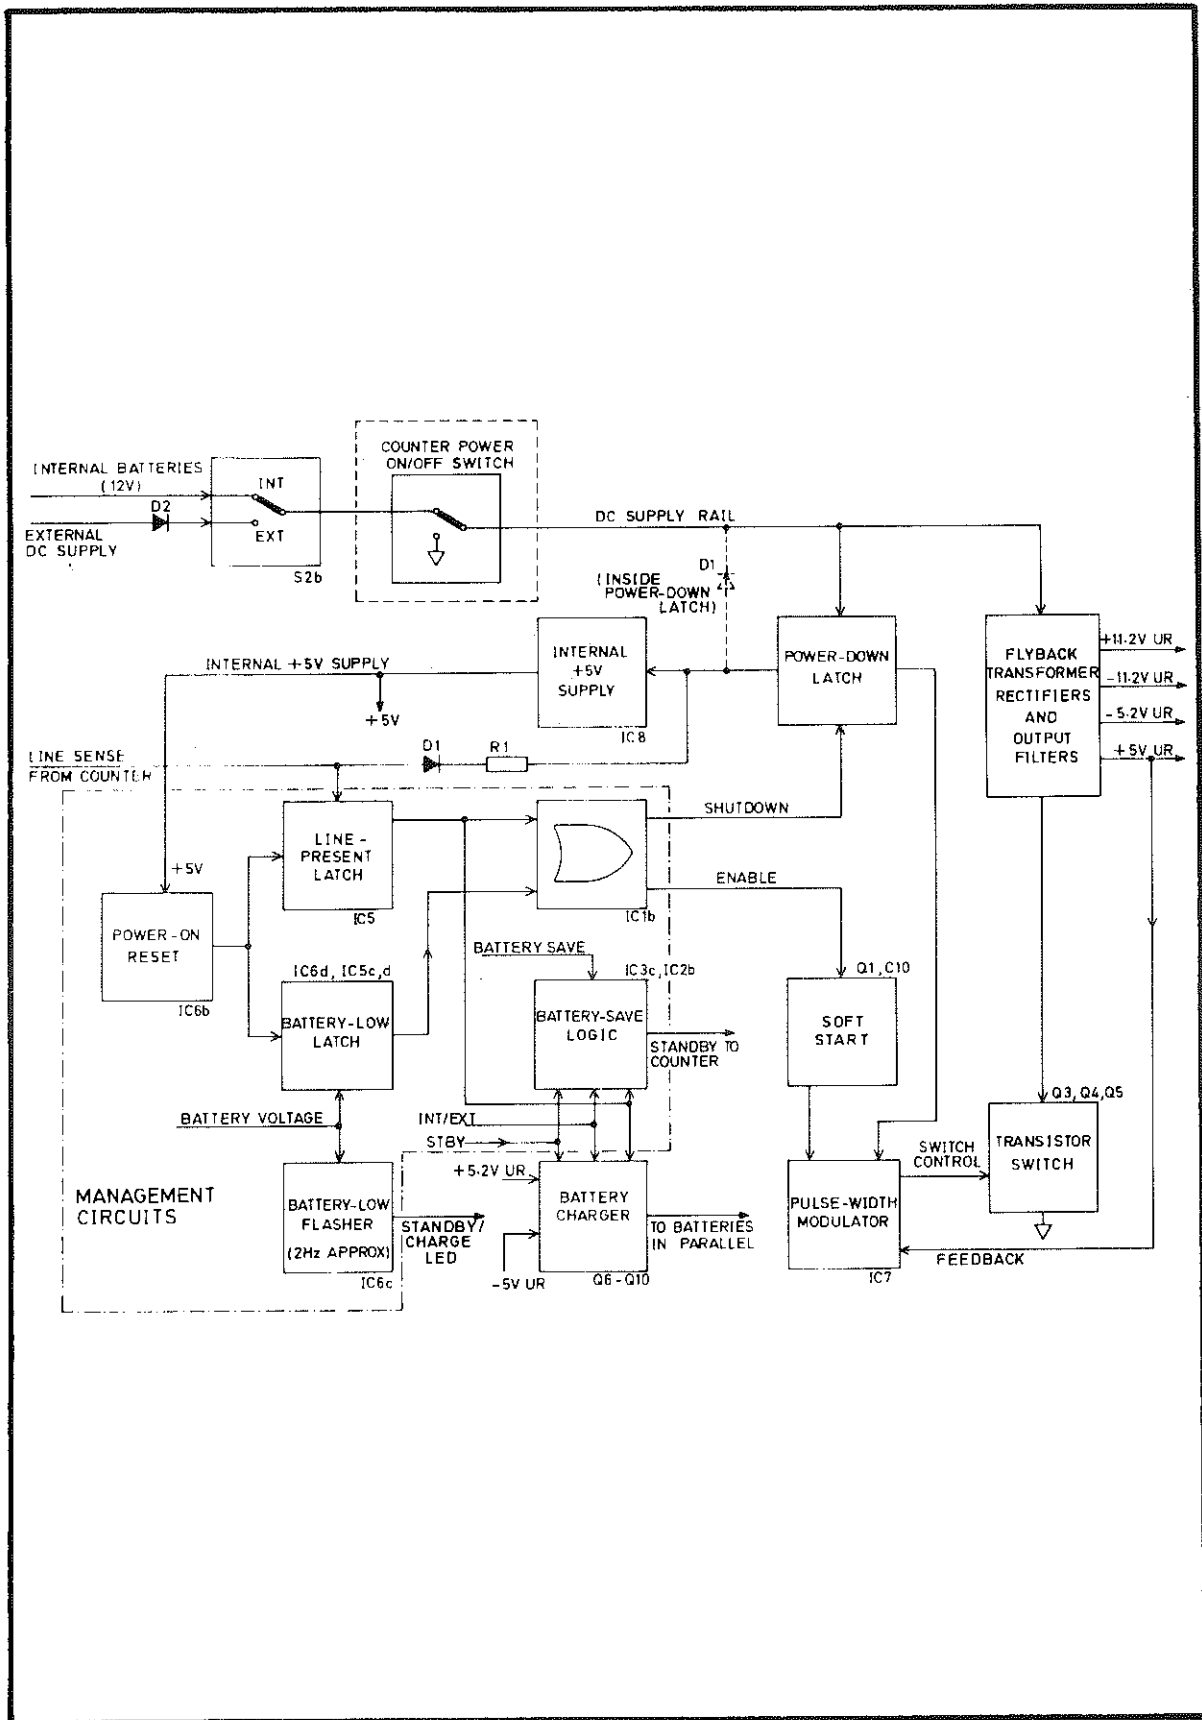 INTERNAL BATTERIES
(12V)
D2
EXTERNAL
DC SUPPLY
INT
EXT
S2b
COUNTER POWER
ON/OFF SWITCH
DC SUPPLY RAIL
D1
(INSIDE
POWER-DOWN
LATCH)
INTERNAL +5V SUPPLY
+5V
INTERNAL
+5V
SUPPLY
IC8
POWER-DOWN
LATCH
FLYBACK
TRANSFORMER
RECTIFIERS
AND
OUTPUT
FILTERS
+11·2V UR
-11·2V UR
-5·2V UR
+5V UR
LINE SENSE
FROM COUNTER
D1
R1
+5V
POWER-ON
RESET
IC6b
LINE-
PRESENT
LATCH
IC5
IC1b
SHUTDOWN
ENABLE
IC6d, IC5c,d
BATTERY-LOW
LATCH
BATTERY SAVE
IC3c, IC2b
BATTERY-SAVE
LOGIC
STANDBY TO
COUNTER
Q1, C10
SOFT
START
BATTERY VOLTAGE
INT/EXT
STBY
Q3, Q4, Q5
TRANSISTOR
SWITCH
SWITCH
CONTROL
MANAGEMENT
CIRCUITS
BATTERY-LOW
FLASHER
(2Hz APPROX)
IC6c
STANDBY/
CHARGE
LED
+5·2V UR
-5V UR
BATTERY
CHARGER
Q6-Q10
TO BATTERIES
IN PARALLEL
PULSE-WIDTH
MODULATOR
IC7
FEEDBACK